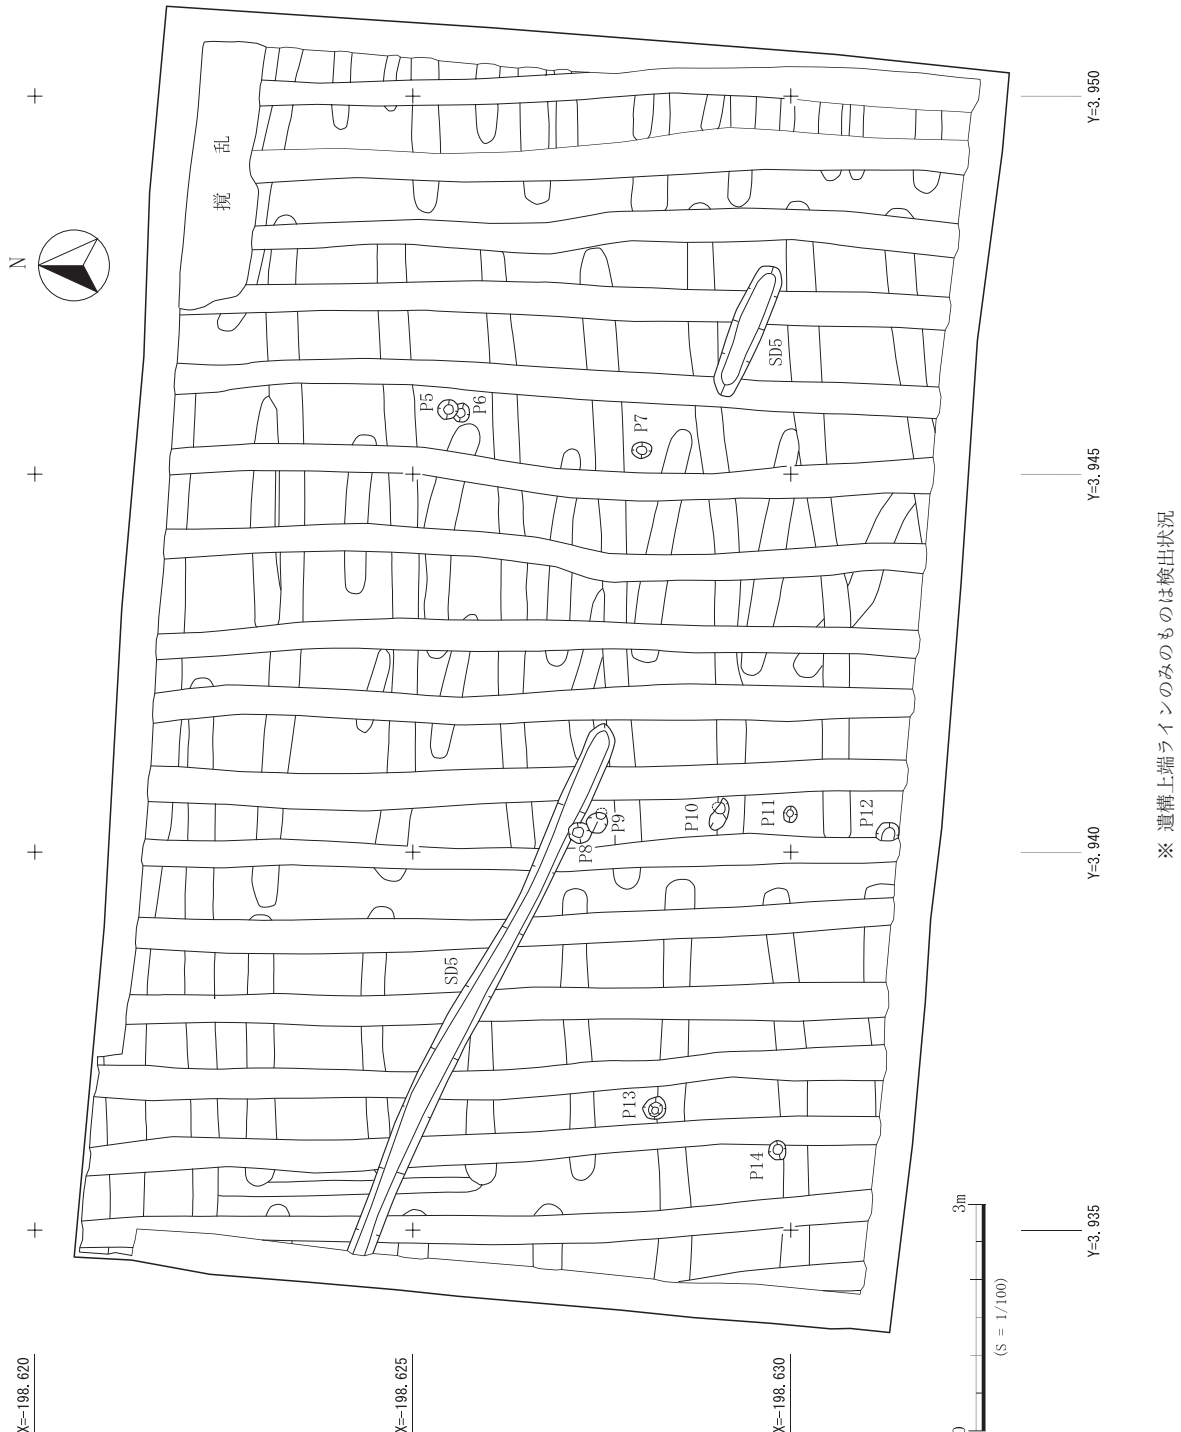 N
攪乱
Y=3.950
Y=3.945
Y=3.940
Y=3.935
X=-198.620
X=-198.625
X=-198.630
SD5
P5
P6
P7
P8
P9
P10
P11
P12
SD5
P13
P14
0
3m
(S = 1/100)
※ 遺構上端ラインのみのものは検出状況